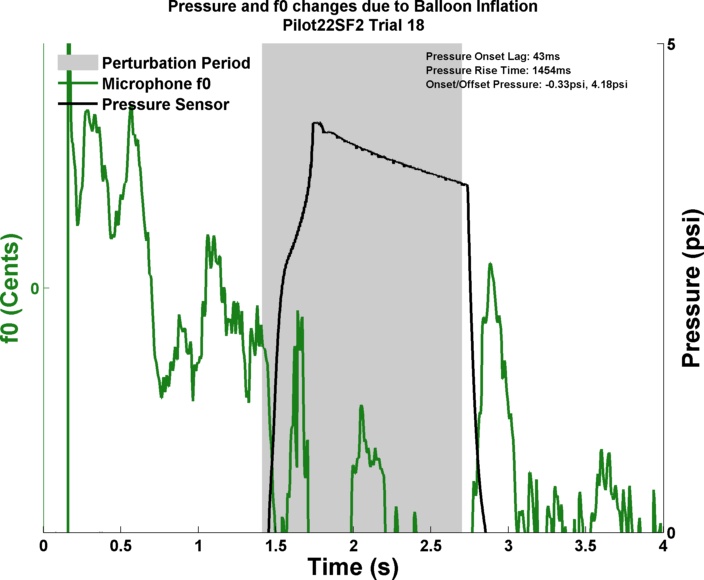 Pressure and f0 changes due to Balloon Inflation
Pilot22SF2 Trial 18
Perturbation Period
Microphone f0
Pressure Sensor
Pressure Onset Lag: 43ms
Pressure Rise Time: 1454ms
Onset/Offset Pressure: -0.33psi, 4.18psi
5
0
f0 (Cents)
Pressure (psi)
0
0 0.5 1 1.5 2 2.5 3 3.5 4
Time (s)